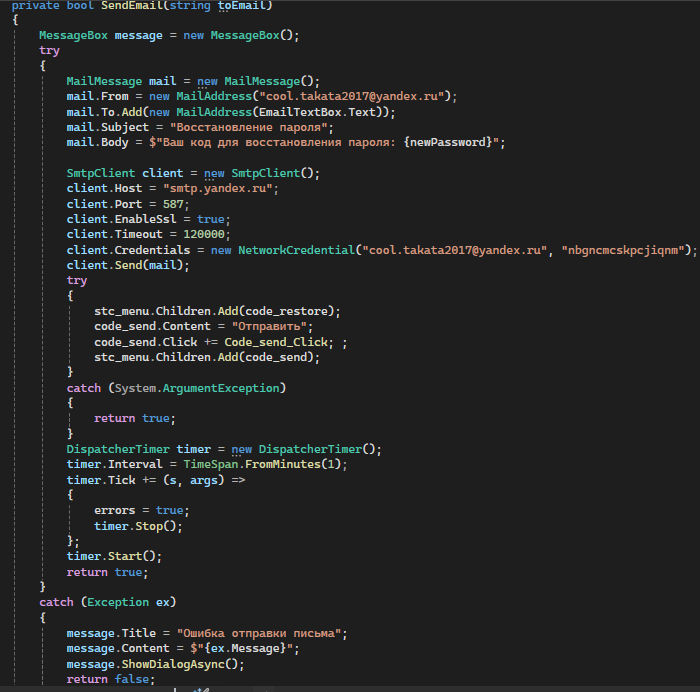 private bool SendEmail(string toEmail)
{
MessageBox message = new MessageBox();
try
{
MailMessage mail = new MailMessage();
mail.From = new MailAddress("cool.takata2017@yandex.ru");
mail.To.Add(new MailAddress(EmailTextBox.Text));
mail.Subject = "Восстановление пароля";
mail.Body = $"Ваш код для восстановления пароля: {newPassword}";
SmtpClient client = new SmtpClient();
client.Host = "smtp.yandex.ru";
client.Port = 587;
client.EnableSsl = true;
client.Timeout = 120000;
client.Credentials = new NetworkCredential("cool.takata2017@yandex.ru", "nbgncmcskpcjiqnm");
client.Send(mail);
try
{
stc_menu.Children.Add(code_restore);
code_send.Content = "Отправить";
code_send.Click += Code_send_Click; ;
stc_menu.Children.Add(code_send);
}
catch (System.ArgumentException)
{
return true;
}
DispatcherTimer timer = new DispatcherTimer();
timer.Interval = TimeSpan.FromMinutes(1);
timer.Tick += (s, args) =>
{
errors = true;
timer.Stop();
};
timer.Start();
return true;
}
catch (Exception ex)
{
message.Title = "Ошибка отправки письма";
message.Content = $"{ex.Message}";
message.ShowDialogAsync();
return false;